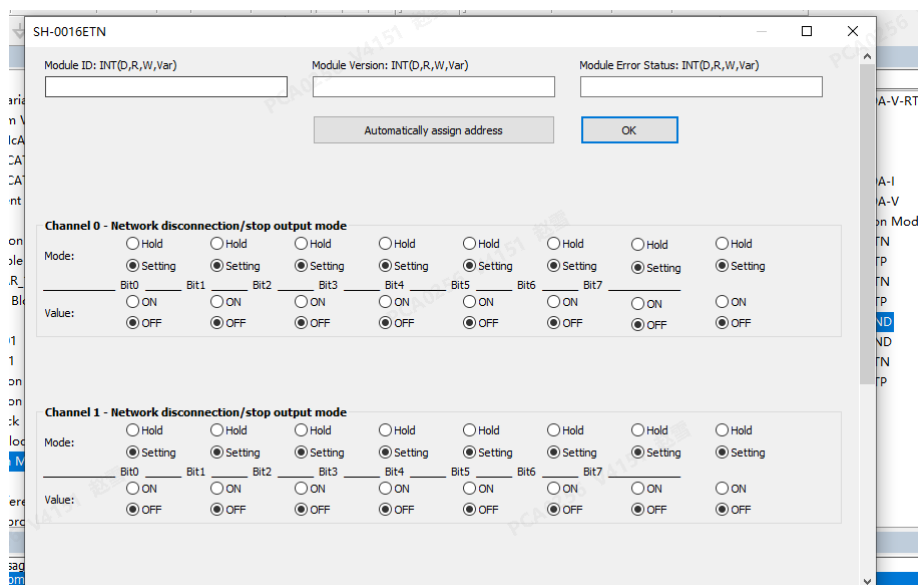 SH-0016ETN
Module ID: INT(D,R,W,Var)
Module Version: INT(D,R,W,Var)
Module Error Status: INT(D,R,W,Var)
Automatically assign address
OK
Channel 0 - Network disconnection/stop output mode
Hold Hold Hold Hold Hold Hold Hold Hold
Mode:
Setting Setting Setting Setting Setting Setting Setting Setting
Bit0 Bit1 Bit2 Bit3 Bit4 Bit5 Bit6 Bit7
ON ON ON ON ON ON ON ON
Value:
OFF OFF OFF OFF OFF OFF OFF OFF
Channel 1 - Network disconnection/stop output mode
Hold Hold Hold Hold Hold Hold Hold Hold
Mode:
Setting Setting Setting Setting Setting Setting Setting Setting
Bit0 Bit1 Bit2 Bit3 Bit4 Bit5 Bit6 Bit7
ON ON ON ON ON ON ON ON
Value:
OFF OFF OFF OFF OFF OFF OFF OFF
PCA0256 V4151